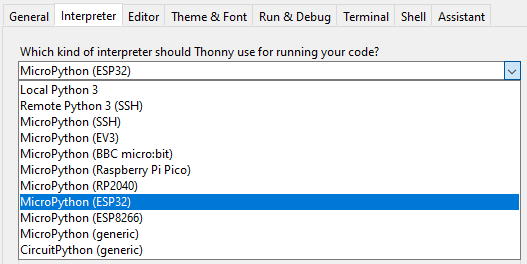 General Interpreter Editor Theme & Font Run & Debug Terminal Shell Assistant
Which kind of interpreter should Thonny use for running your code?
MicroPython (ESP32)
Local Python 3
Remote Python 3 (SSH)
MicroPython (SSH)
MicroPython (EV3)
MicroPython (BBC micro:bit)
MicroPython (Raspberry Pi Pico)
MicroPython (RP2040)
MicroPython (ESP32)
MicroPython (ESP8266)
MicroPython (generic)
CircuitPython (generic)